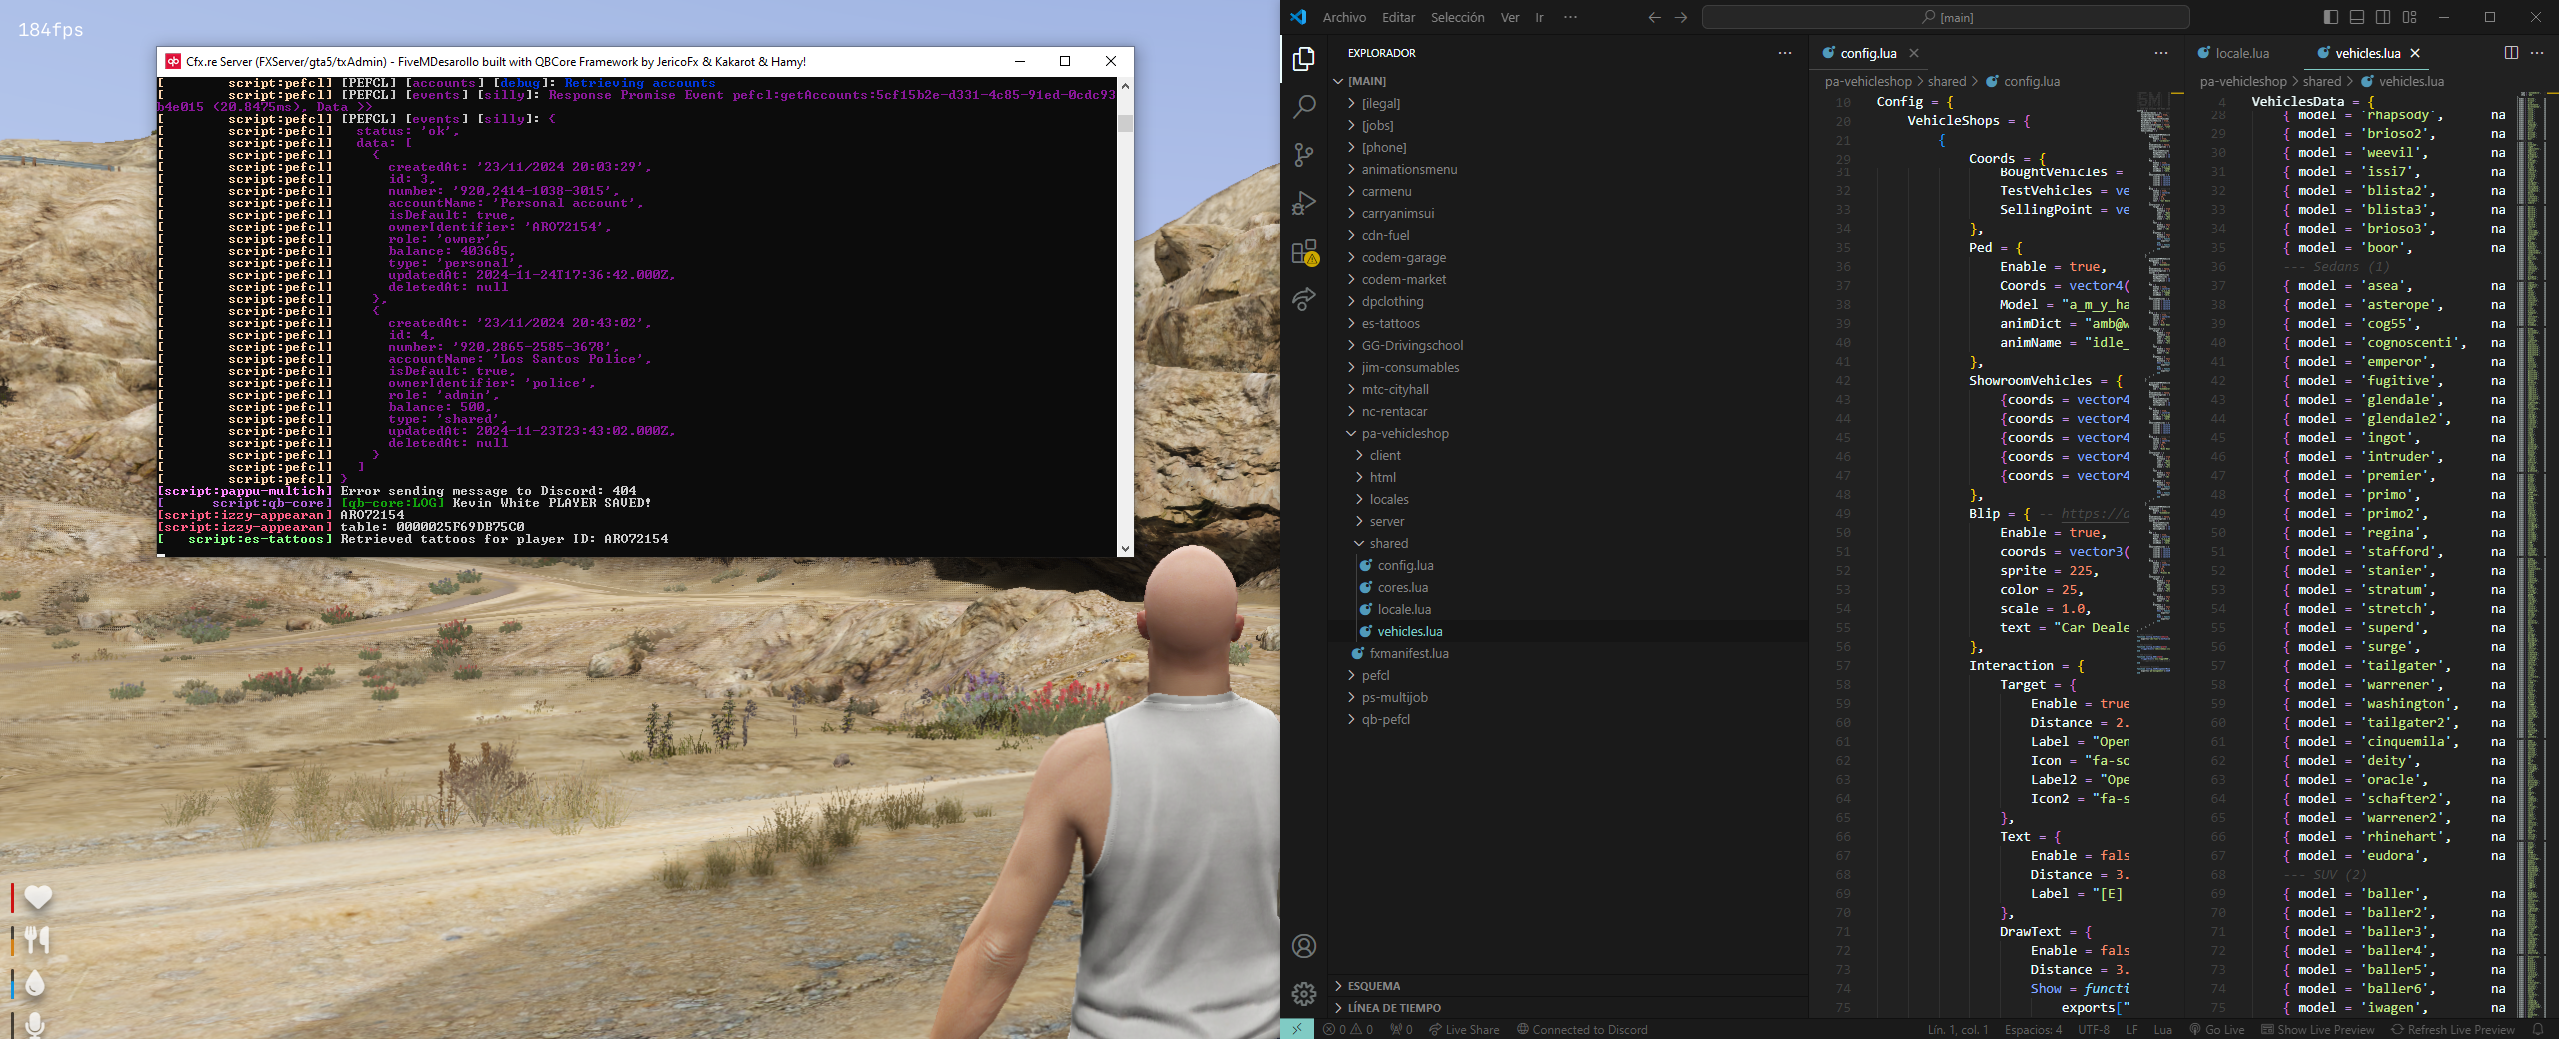 184fps
Cfx.re Server (FXServer/gta5/txAdmin) - FiveMDesarollo built with QBCore Framework by JericoFx & Kakarot & Hamy!
[ script:pefcl] [PEFCL] [accounts] [debug]: Retrieving accounts
[ script:pefcl] [PEFCL] [events] [silly]: Response Promise Event pefcl:getAccounts:5cf15b2e-d331-4c85-91ed-0cdc93
b4e015 (20.8475ms), Data >>
[ script:pefcl] [PEFCL] [events] [silly]: {
[ script:pefcl] status: 'ok',
[ script:pefcl] data: [
[ script:pefcl] {
[ script:pefcl] createdAt: '23/11/2024 20:03:29',
[ script:pefcl] id: 3,
[ script:pefcl] number: '920,2414-1038-3015',
[ script:pefcl] accountName: 'Personal account',
[ script:pefcl] isDefault: true,
[ script:pefcl] ownerIdentifier: 'ARO72154',
[ script:pefcl] role: 'owner',
[ script:pefcl] balance: 403685,
[ script:pefcl] type: 'personal',
[ script:pefcl] updatedAt: 2024-11-24T17:36:42.000Z,
[ script:pefcl] deletedAt: null
[ script:pefcl] },
[ script:pefcl] {
[ script:pefcl] createdAt: '23/11/2024 20:43:02',
[ script:pefcl] id: 4,
[ script:pefcl] number: '920,2865-2585-3678',
[ script:pefcl] accountName: 'Los Santos Police',
[ script:pefcl] isDefault: true,
[ script:pefcl] ownerIdentifier: 'police',
[ script:pefcl] role: 'admin',
[ script:pefcl] balance: 500,
[ script:pefcl] type: 'shared',
[ script:pefcl] updatedAt: 2024-11-23T23:43:02.000Z,
[ script:pefcl] deletedAt: null
[ script:pefcl] }
[ script:pefcl] ]
[ script:pefcl] }
[script:pappu-multich] Error sending message to Discord: 404
[ script:qb-core] [qb-core:LOG] Kevin White PLAYER SAVED!
[script:izzy-appearan] ARO72154
[script:izzy-appearan] table: 0000025F69DB75C0
[ script:es-tattoos] Retrieved tattoos for player ID: ARO72154
Archivo Editar Selección Ver Ir ···
[main]
EXPLORADOR
[MAIN]
[ilegal]
[jobs]
[phone]
animationsmenu
carmenu
carryanimsui
cdn-fuel
codem-garage
codem-market
dpclothing
es-tattoos
GG-Drivingschool
jim-consumables
mtc-cityhall
nc-rentacar
pa-vehicleshop
client
html
locales
server
shared
config.lua
cores.lua
locale.lua
vehicles.lua
fxmanifest.lua
pefcl
ps-multijob
qb-pefcl
ESQUEMA
LÍNEA DE TIEMPO
config.lua
pa-vehicleshop > shared > config.lua
10 Config = {
20 VehicleShops = {
21 {
29 Coords = {
31 BoughtVehicles =
32 TestVehicles = ve
33 SellingPoint = ve
34 },
35 Ped = {
36 Enable = true,
37 Coords = vector4(
38 Model = "a_m_y_ha
39 animDict = "amb@w
40 animName = "idle_
41 },
42 ShowroomVehicles = {
43 {coords = vector4
44 {coords = vector4
45 {coords = vector4
46 {coords = vector4
47 {coords = vector4
48 },
49 Blip = { -- https://d
50 Enable = true,
51 coords = vector3(
52 sprite = 225,
53 color = 25,
54 scale = 1.0,
55 text = "Car Deale
56 },
57 Interaction = {
58 Target = {
59 Enable = true
60 Distance = 2.
61 Label = "Open
62 Icon = "fa-so
63 Label2 = "Ope
64 Icon2 = "fa-s
65 },
66 Text = {
67 Enable = fals
68 Distance = 3.
69 Label = "[E]
70 },
71 DrawText = {
72 Enable = fals
73 Distance = 3.
74 Show = functi
75 exports["
locale.lua
vehicles.lua
pa-vehicleshop > shared > vehicles.lua
4 VehiclesData = {
28 { model = 'rhapsody', na
29 { model = 'brioso2', na
30 { model = 'weevil', na
31 { model = 'issi7', na
32 { model = 'blista2', na
33 { model = 'blista3', na
34 { model = 'brioso3', na
35 { model = 'boor', na
36 --- Sedans (1)
37 { model = 'asea', na
38 { model = 'asterope', na
39 { model = 'cog55', na
40 { model = 'cognoscenti', na
41 { model = 'emperor', na
42 { model = 'fugitive', na
43 { model = 'glendale', na
44 { model = 'glendale2', na
45 { model = 'ingot', na
46 { model = 'intruder', na
47 { model = 'premier', na
48 { model = 'primo', na
49 { model = 'primo2', na
50 { model = 'regina', na
51 { model = 'stafford', na
52 { model = 'stanier', na
53 { model = 'stratum', na
54 { model = 'stretch', na
55 { model = 'superd', na
56 { model = 'surge', na
57 { model = 'tailgater', na
58 { model = 'warrener', na
59 { model = 'washington', na
60 { model = 'tailgater2', na
61 { model = 'cinquemila', na
62 { model = 'deity', na
63 { model = 'oracle', na
64 { model = 'schafter2', na
65 { model = 'warrener2', na
66 { model = 'rhinehart', na
67 { model = 'eudora', na
68 --- SUV (2)
69 { model = 'baller', na
70 { model = 'baller2', na
71 { model = 'baller3', na
72 { model = 'baller4', na
73 { model = 'baller5', na
74 { model = 'baller6', na
75 { model = 'iwagen', na
0 0 0 Live Share Connected to Discord Lín. 1, col. 1 Espacios: 4 UTF-8 LF Lua Go Live Show Live Preview Refresh Live Preview